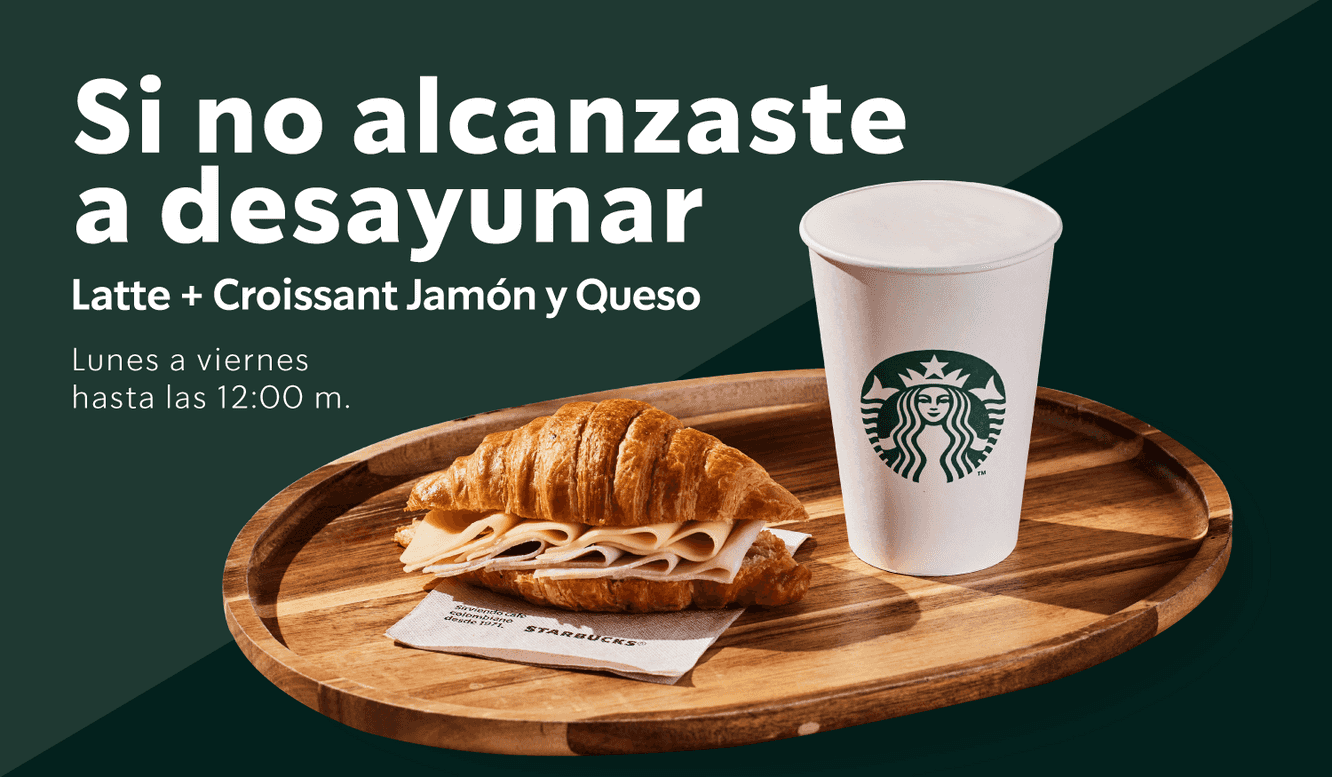 Si no alcanzaste
a desayunar
Latte + Croissant Jamón y Queso
Lunes a viernes
hasta las 12:00 m.
Sirviendo café
colombiano
desde 1971.
STARBUCKS®
TM